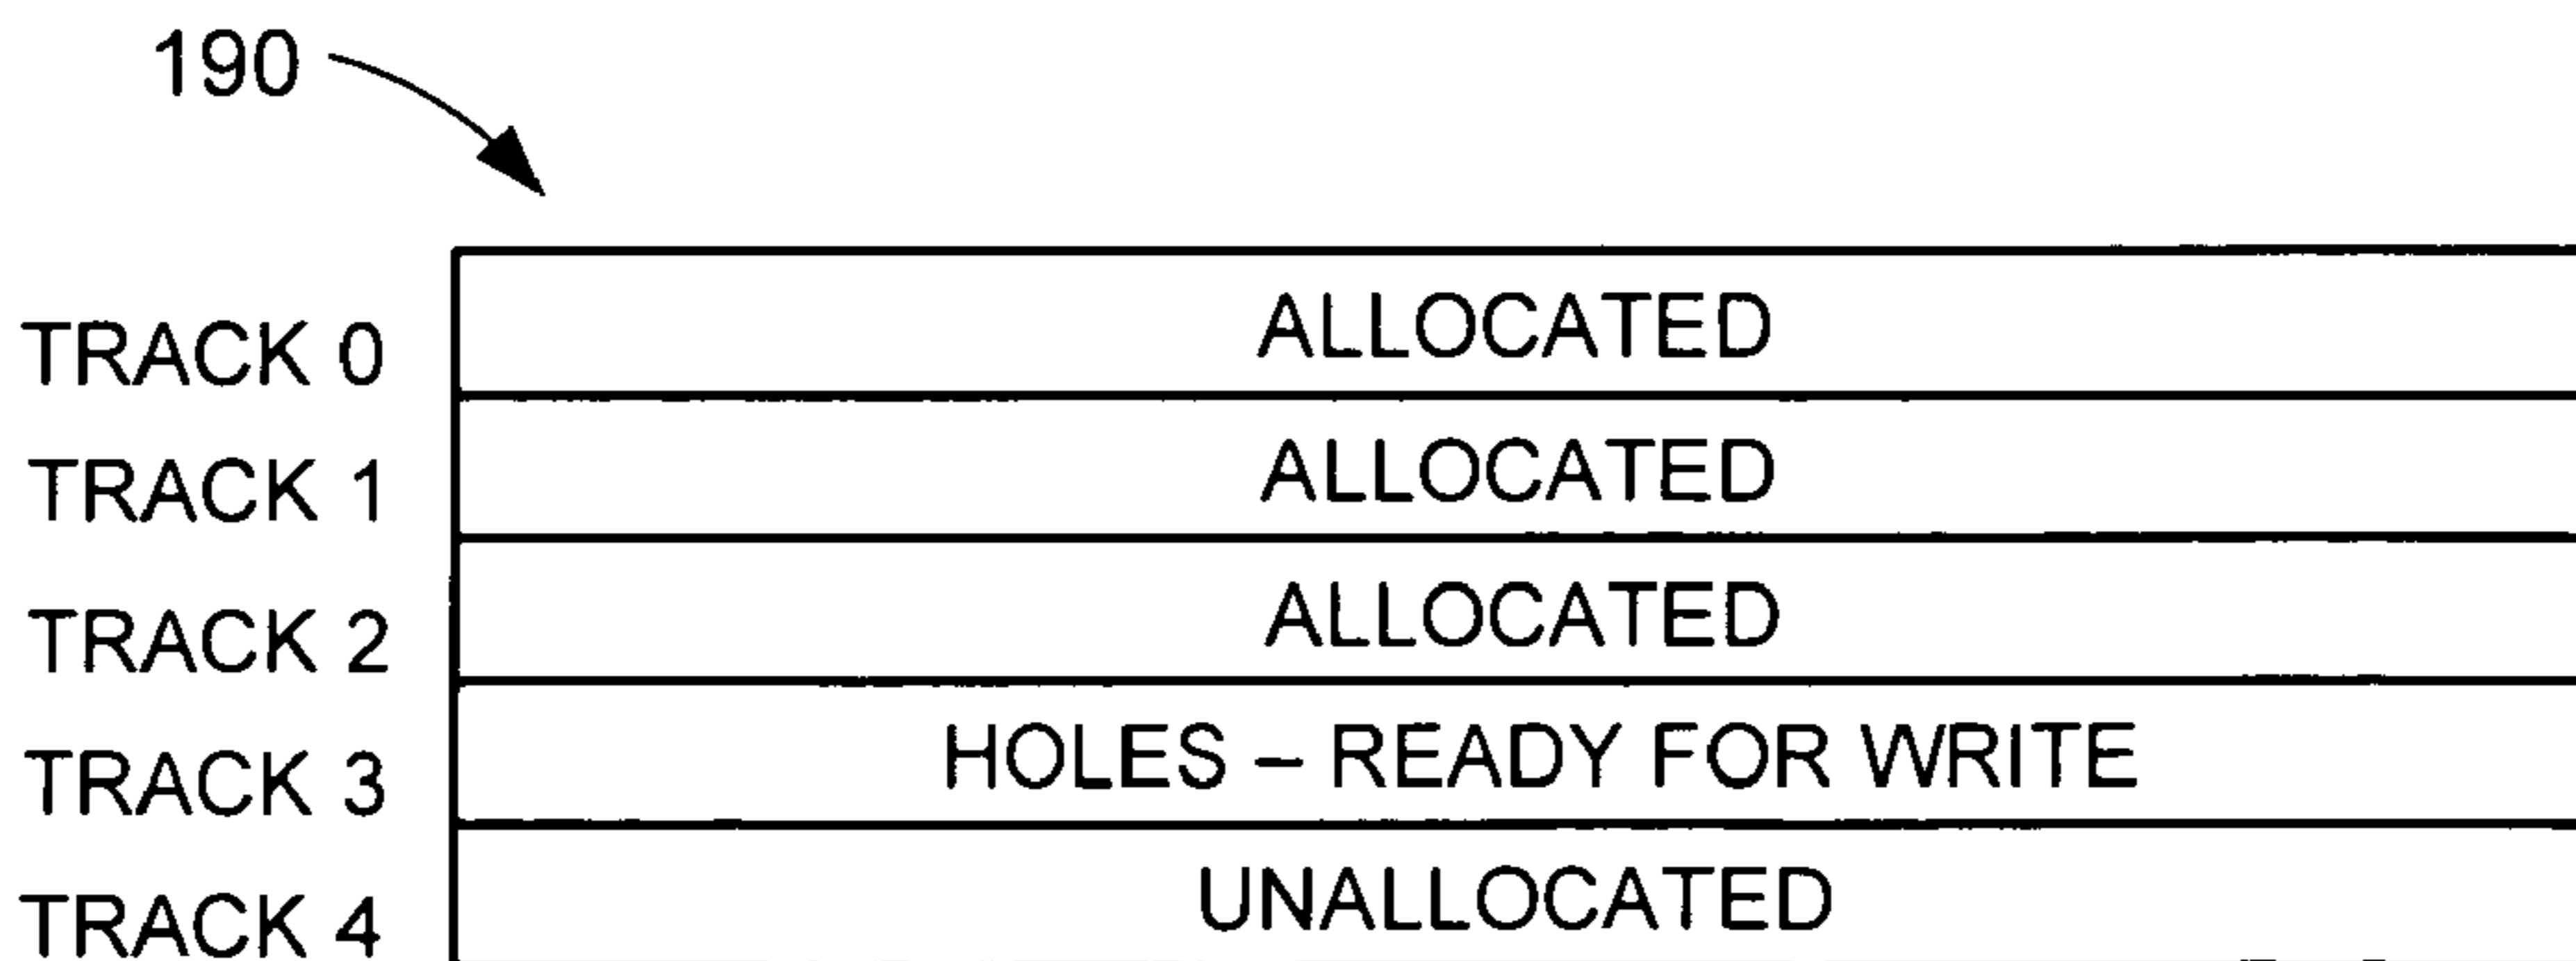 190
TRACK 0 ALLOCATED
TRACK 1 ALLOCATED
TRACK 2 ALLOCATED
TRACK 3 HOLES – READY FOR WRITE
TRACK 4 UNALLOCATED